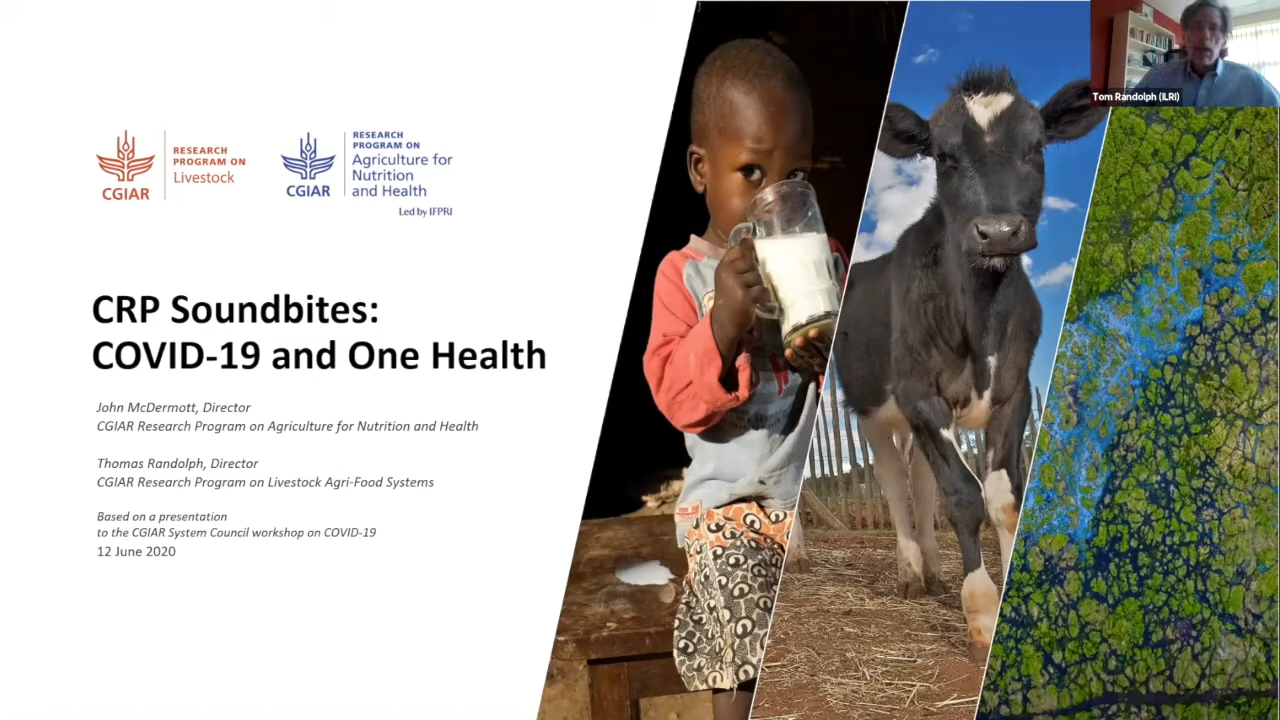 Tom Randolph (ILRI)
CGIAR
RESEARCH
PROGRAM ON
Livestock
CGIAR
RESEARCH
PROGRAM ON
Agriculture for
Nutrition
and Health
Led by IFPRI
CRP Soundbites:
COVID-19 and One Health
John McDermott, Director
CGIAR Research Program on Agriculture for Nutrition and Health
Thomas Randolph, Director
CGIAR Research Program on Livestock Agri-Food Systems
Based on a presentation
to the CGIAR System Council workshop on COVID-19
12 June 2020